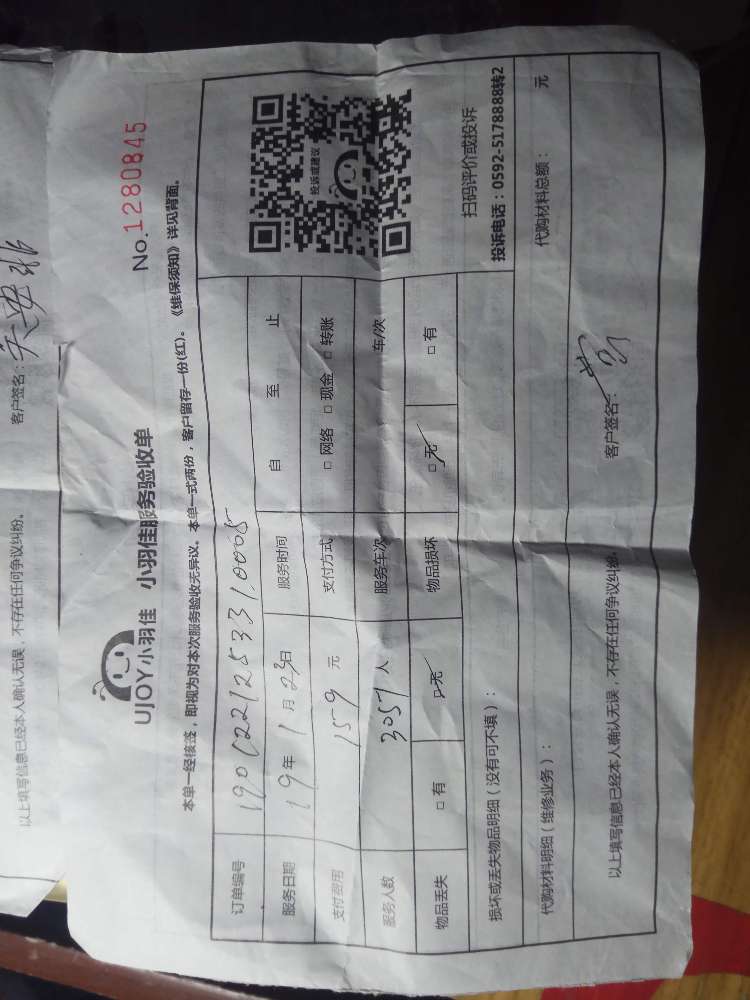 以上填写信息已经本人确认无误，不存在任何争议纠纷。 客户签名：
UJOY小羽佳 小羽佳服务验收单
No.1280845
本单一经核签，即视为对本次服务验收无异议。本单一式两份，客户留存一份(红)。《维保须知》详见背面。
订单编号
服务日期 19年 1月 23日 服务时间 自 至 止
支付费用 159 元 支付方式 □ 网络 □ 现金 □ 转账
服务人数 3057 人 服务车次 车/次
物品丢失 □ 有 □ 无 物品损坏 □ 无 □ 有
投诉或建议
扫码评价或投诉
投诉电话：0592-5178888转2
损坏或丢失物品明细（没有可不填）：
代购材料明细（维修业务）： 代购材料总额： 元
以上填写信息已经本人确认无误，不存在任何争议纠纷。 客户签名：